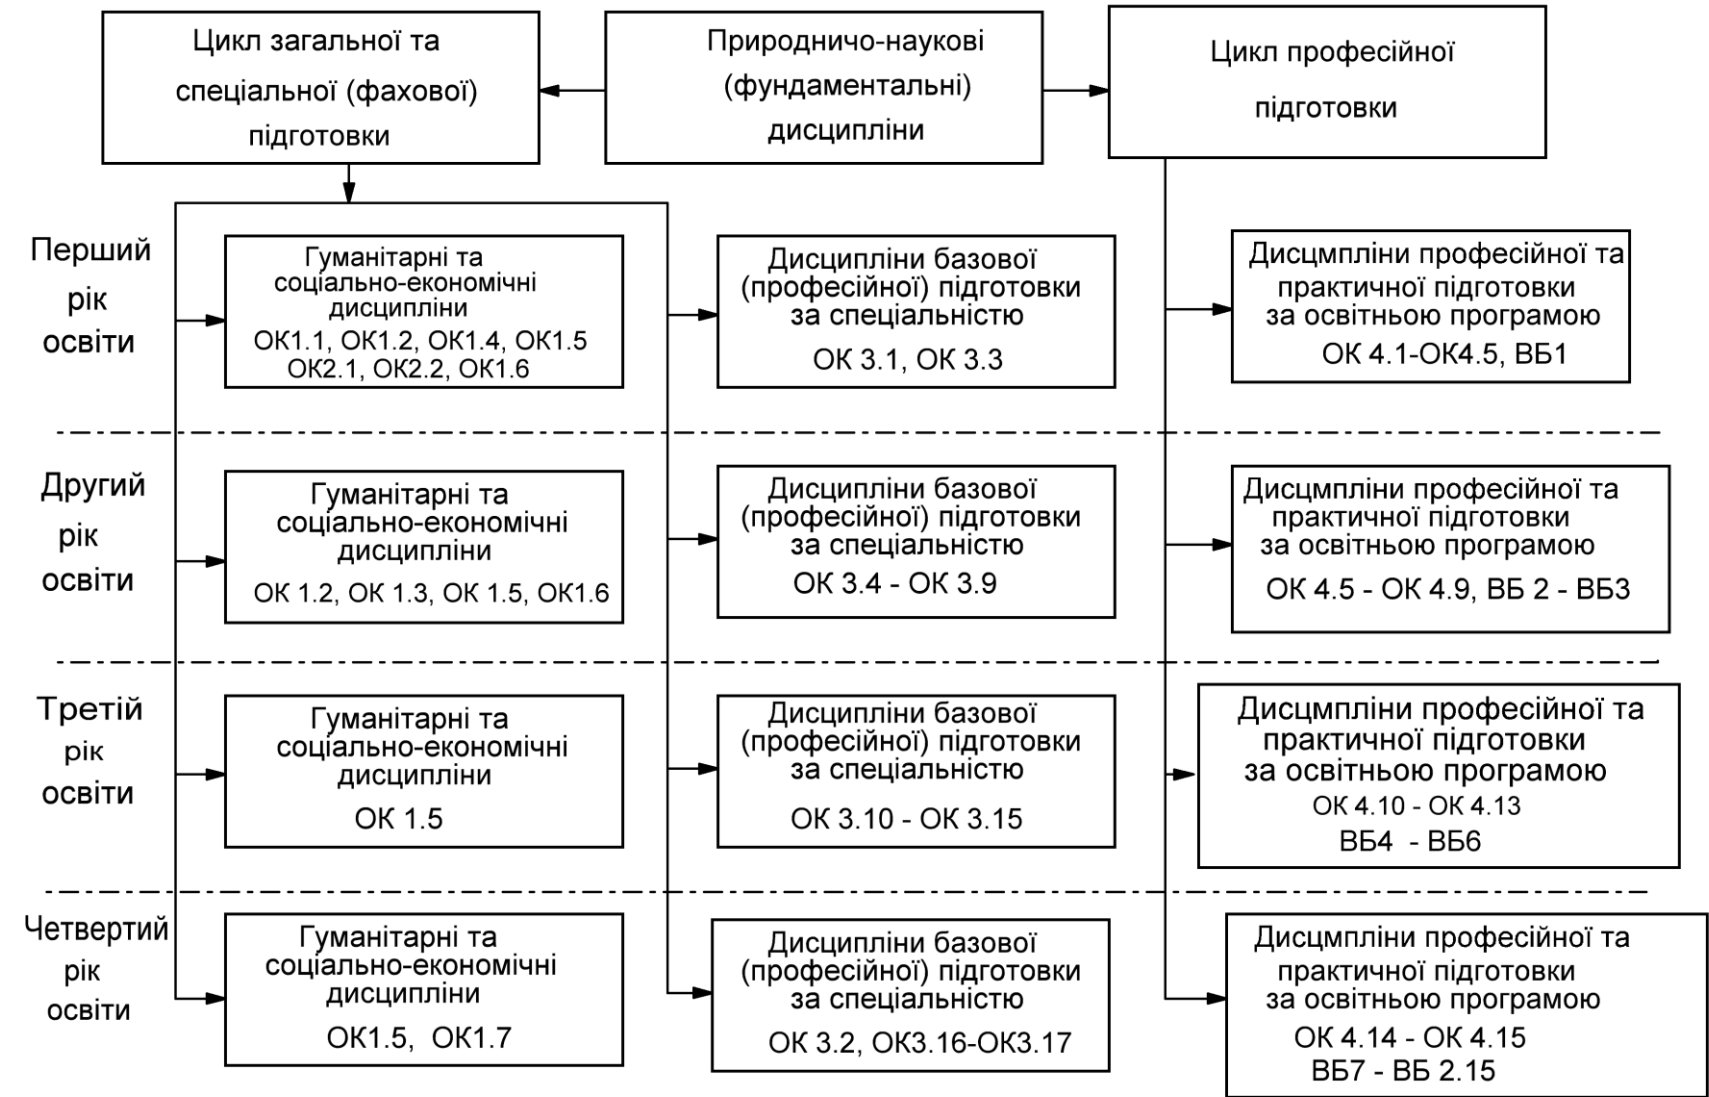 Цикл загальної та
спеціальної (фахової)
підготовки
Природничо-наукові
(фундаментальні)
дисципліни
Цикл професійної
підготовки
Перший
рік
освіти
Гуманітарні та
соціально-економічні
дисципліни
ОК1.1, ОК1.2, ОК1.4, ОК1.5
ОК2.1, ОК2.2, ОК1.6
Дисципліни базової
(професійної) підготовки
за спеціальністю
ОК 3.1, ОК 3.3
Дисцмпліни професійної та
практичної підготовки
за освітньою програмою
ОК 4.1-ОК4.5, ВБ1
Другий
рік
освіти
Гуманітарні та
соціально-економічні
дисципліни
ОК 1.2, ОК 1.3, ОК 1.5, ОК1.6
Дисципліни базової
(професійної) підготовки
за спеціальністю
ОК 3.4 - ОК 3.9
Дисцмпліни професійної та
практичної підготовки
за освітньою програмою
ОК 4.5 - ОК 4.9, ВБ 2 - ВБ3
Третій
рік
освіти
Гуманітарні та
соціально-економічні
дисципліни
ОК 1.5
Дисципліни базової
(професійної) підготовки
за спеціальністю
ОК 3.10 - ОК 3.15
Дисцмпліни професійної та
практичної підготовки
за освітньою програмою
ОК 4.10 - ОК 4.13
ВБ4 - ВБ6
Четвертий
рік
освіти
Гуманітарні та
соціально-економічні
дисципліни
ОК1.5, ОК1.7
Дисципліни базової
(професійної) підготовки
за спеціальністю
ОК 3.2, ОК3.16-ОК3.17
Дисцмпліни професійної та
практичної підготовки
за освітньою програмою
ОК 4.14 - ОК 4.15
ВБ7 - ВБ 2.15